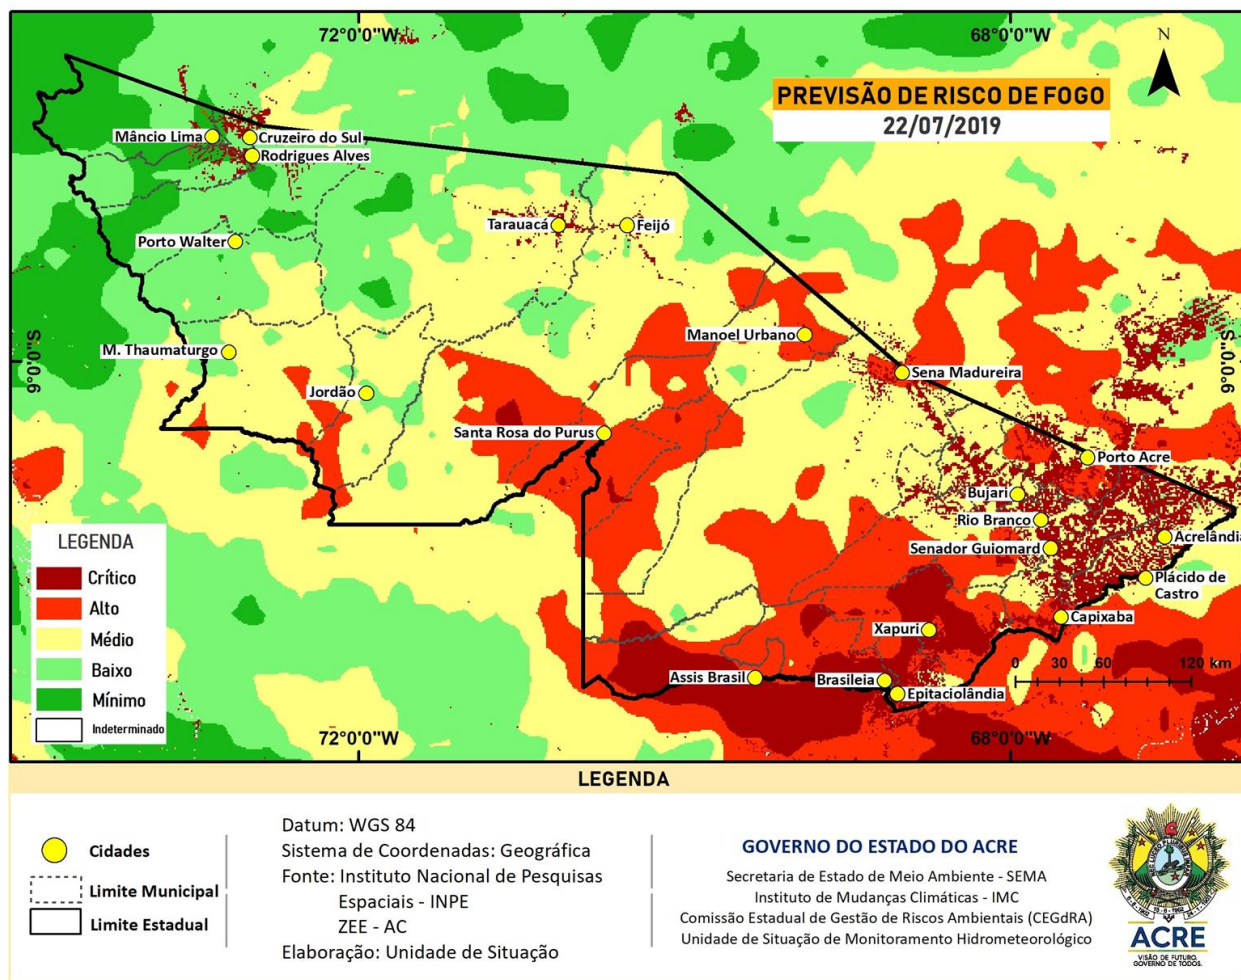 72°0'0"W
68°0'0"W
N
PREVISÃO DE RISCO DE FOGO
22/07/2019
Mâncio Lima
Cruzeiro do Sul
Rodrigues Alves
Porto Walter
Tarauacá
Feijó
M. Thaumaturgo
Jordão
Manoel Urbano
Sena Madureira
9°0'0"S
9°0'0"S
Santa Rosa do Purus
Porto Acre
Bujari
Rio Branco
Senador Guiomard
Acrelândia
Plácido de
Castro
Capixaba
Xapuri
Assis Brasil
Brasileia
Epitaciolândia
0 30 60 120 km
LEGENDA
Crítico
Alto
Médio
Baixo
Mínimo
Indeterminado
72°0'0"W
68°0'0"W
LEGENDA
Cidades
Limite Municipal
Limite Estadual
Datum: WGS 84
Sistema de Coordenadas: Geográfica
Fonte: Instituto Nacional de Pesquisas
Espaciais - INPE
ZEE - AC
Elaboração: Unidade de Situação
GOVERNO DO ESTADO DO ACRE
Secretaria de Estado de Meio Ambiente - SEMA
Instituto de Mudanças Climáticas - IMC
Comissão Estadual de Gestão de Riscos Ambientais (CEGdRA)
Unidade de Situação de Monitoramento Hidrometeorológico
ACRE
VISÃO DE FUTURO.
GOVERNO DE TODOS.